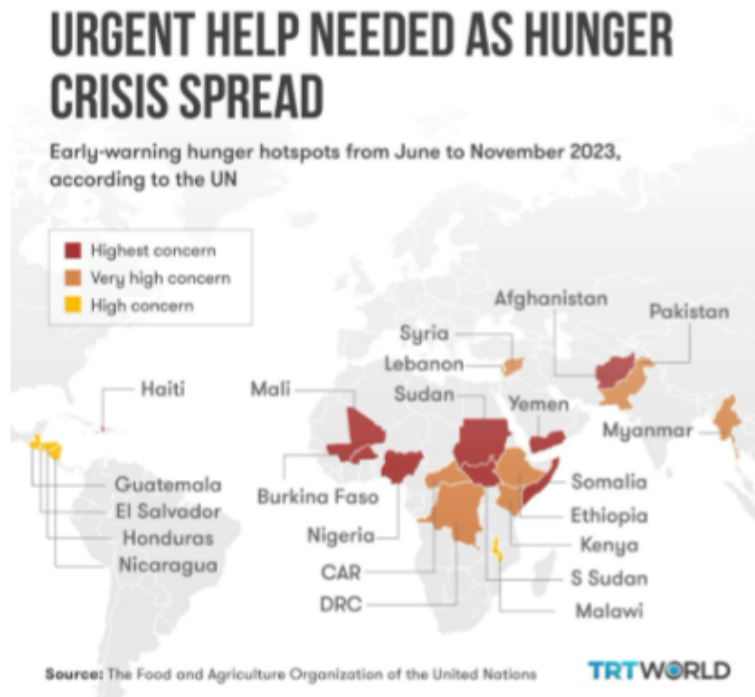 URGENT HELP NEEDED AS HUNGER
CRISIS SPREAD
Early-warning hunger hotspots from June to November 2023,
according to the UN
Highest concern
Very high concern
High concern
Afghanistan
Pakistan
Syria
Lebanon
Haiti
Mali
Sudan
Yemen
Myanmar
Guatemala
El Salvador
Honduras
Nicaragua
Burkina Faso
Nigeria
CAR
DRC
Somalia
Ethiopia
Kenya
S Sudan
Malawi
Source: The Food and Agriculture Organization of the United Nations
TRTWORLD